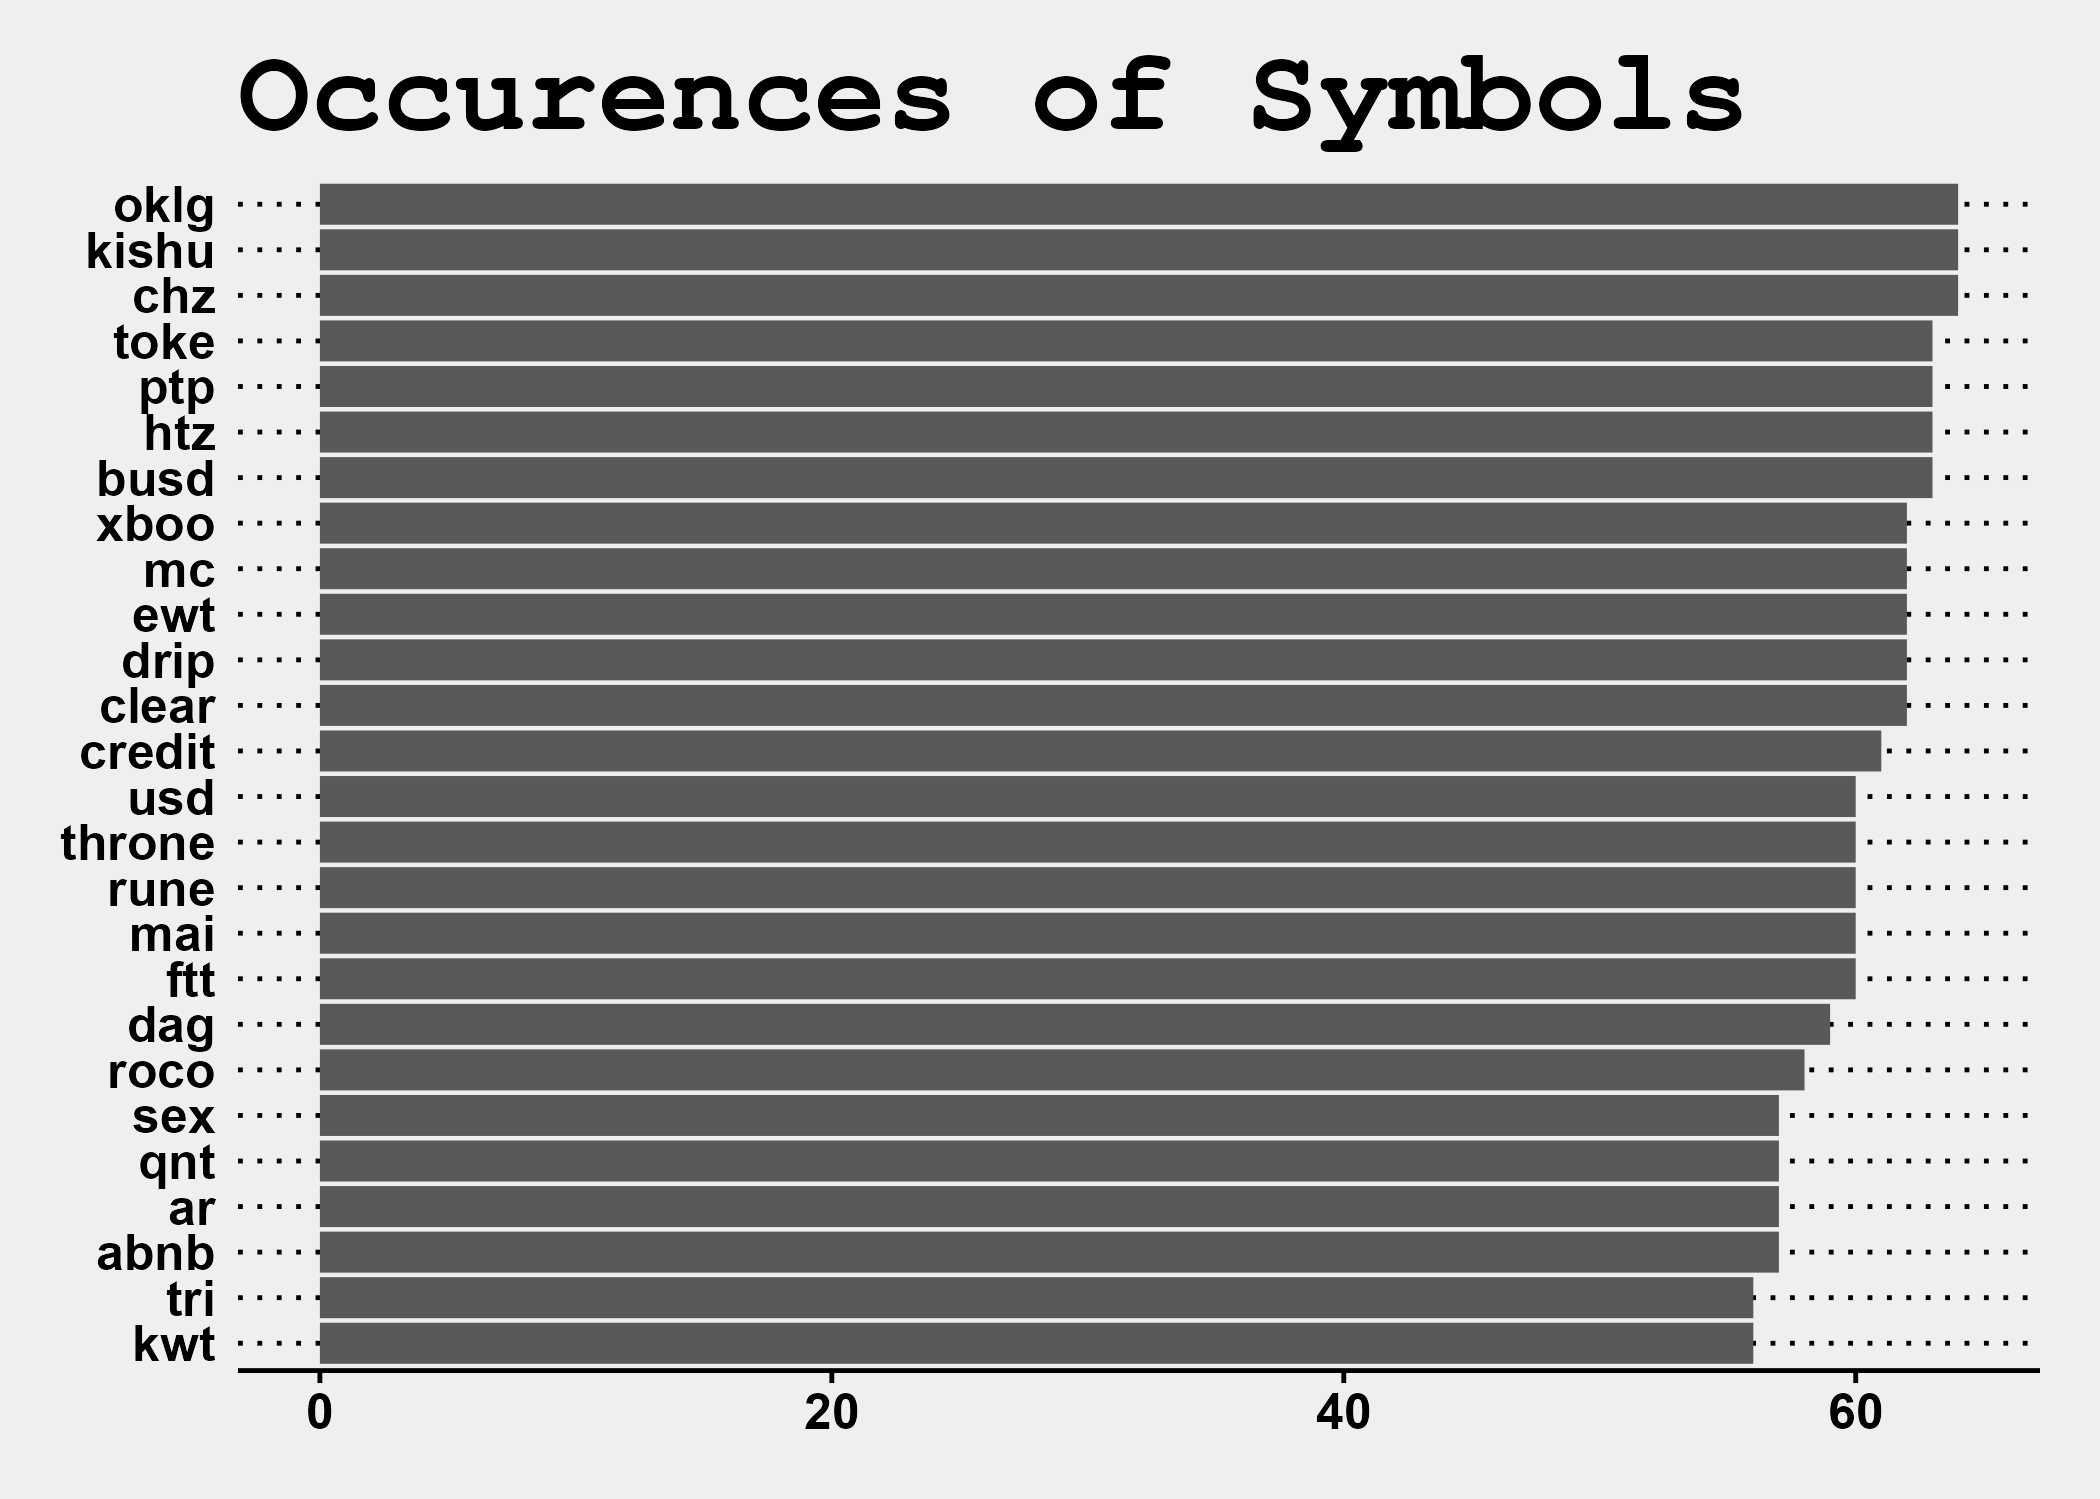 Occurences of Symbols
oklg
kishu
chz
toke
ptp
htz
busd
xboo
mc
ewt
drip
clear
credit
usd
throne
rune
mai
ftt
dag
roco
sex
qnt
ar
abnb
tri
kwt
0 20 40 60